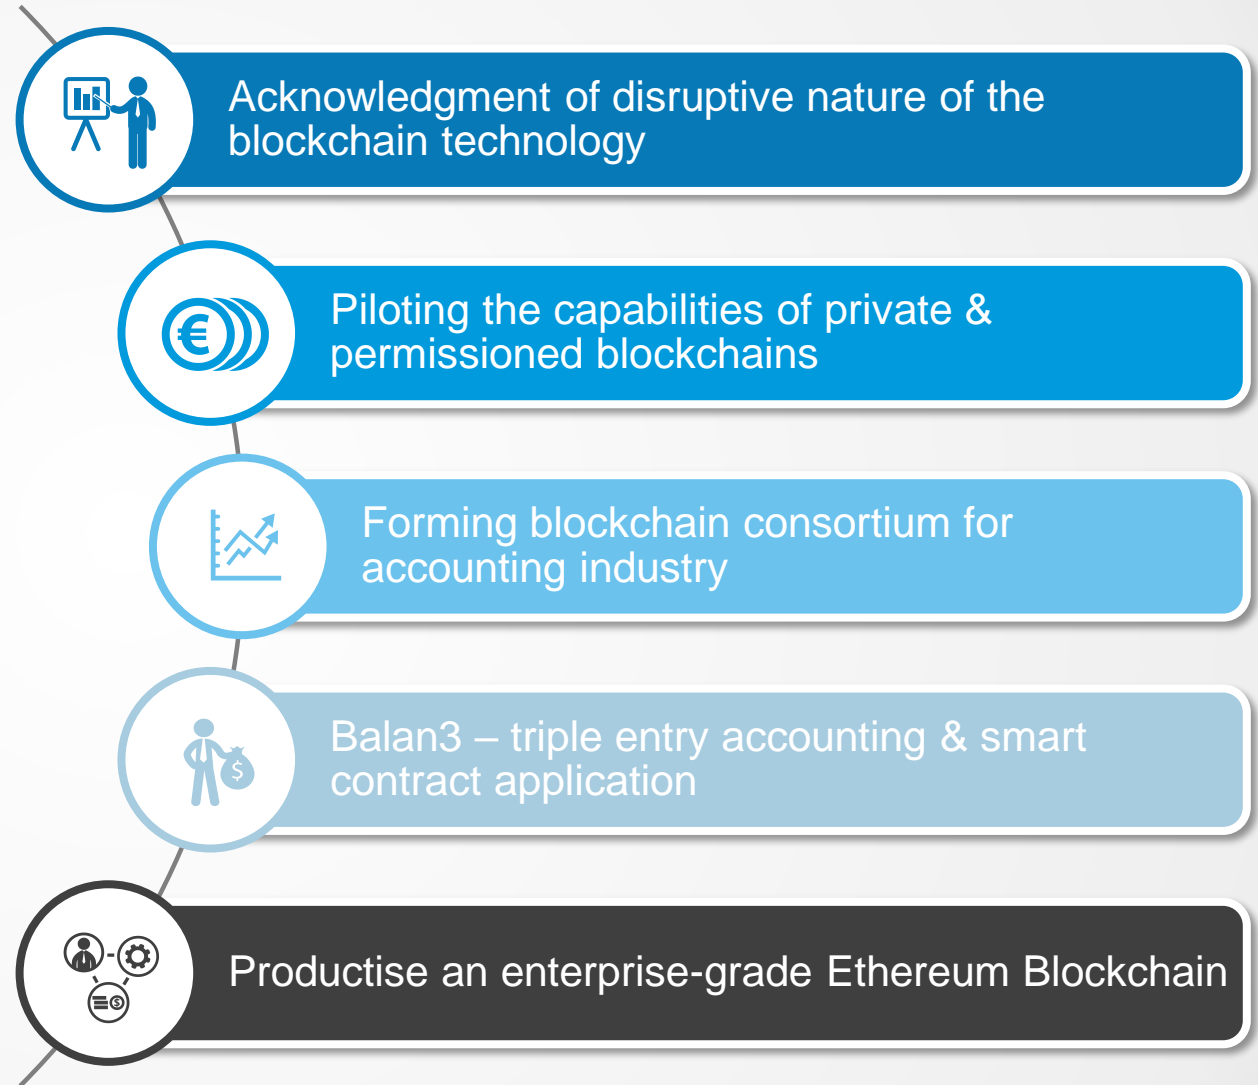 Acknowledgment of disruptive nature of the
blockchain technology
€
Piloting the capabilities of private &
permissioned blockchains
Forming blockchain consortium for
accounting industry
$
Balan3 – triple entry accounting & smart
contract application
$
Productise an enterprise-grade Ethereum Blockchain